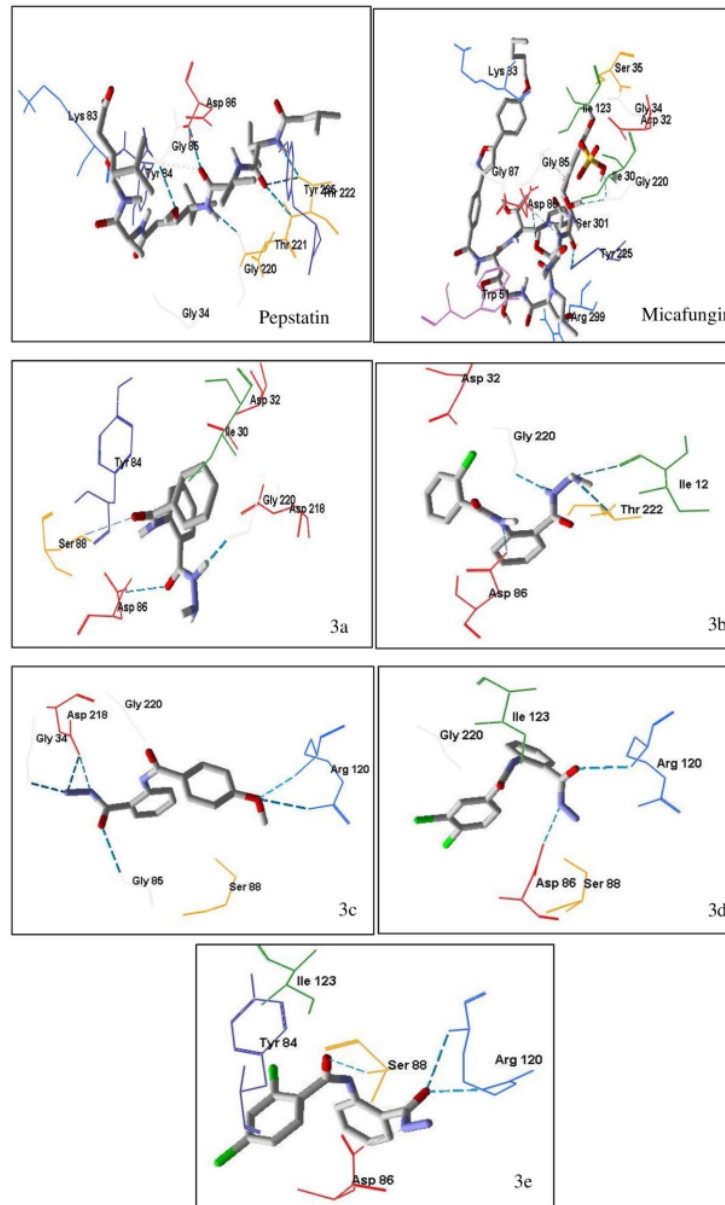 Asp 86
Lys 83
Gly 85
Tyr 84
Tyr 225
Thr 222
Thr 221
Gly 220
Gly 34
Pepstatin
Lys 83
Ser 35
Ile 123
Gly 34
Asp 32
Gly 87
Gly 85
Ile 30
Gly 220
Asp 86
Ser 301
Tyr 225
Trp 51
Arg 299
Micafungin
Asp 32
Ile 30
Tyr 84
Gly 220
Asp 218
Ser 88
Asp 86
3a
Asp 32
Gly 220
Ile 12
Thr 222
Asp 86
3b
Gly 220
Asp 218
Gly 34
Arg 120
Gly 85
Ser 88
3c
Ile 123
Gly 220
Arg 120
Asp 86
Ser 88
3d
Ile 123
Tyr 84
Ser 88
Arg 120
Asp 86
3e